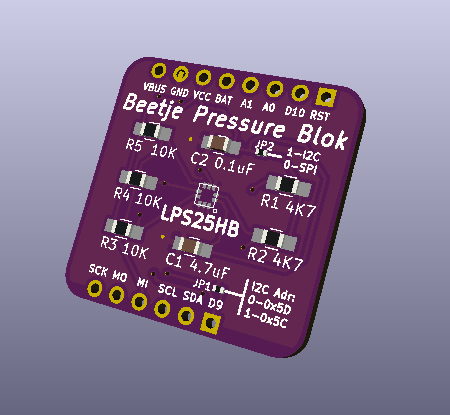 VBUS GND VCC BAT A1 A0 D10 RST
Beetje Pressure Blok
R5 10K
C2 0.1uF
JP2 1-I2C
0-SPI
R4 10K
R1 4K7
LPS25HB
R3 10K
C1 4.7uF
R2 4K7
SCK MO MI SCL SDA D9
JP1
I2C Adr:
0-0x5D
1-0x5C